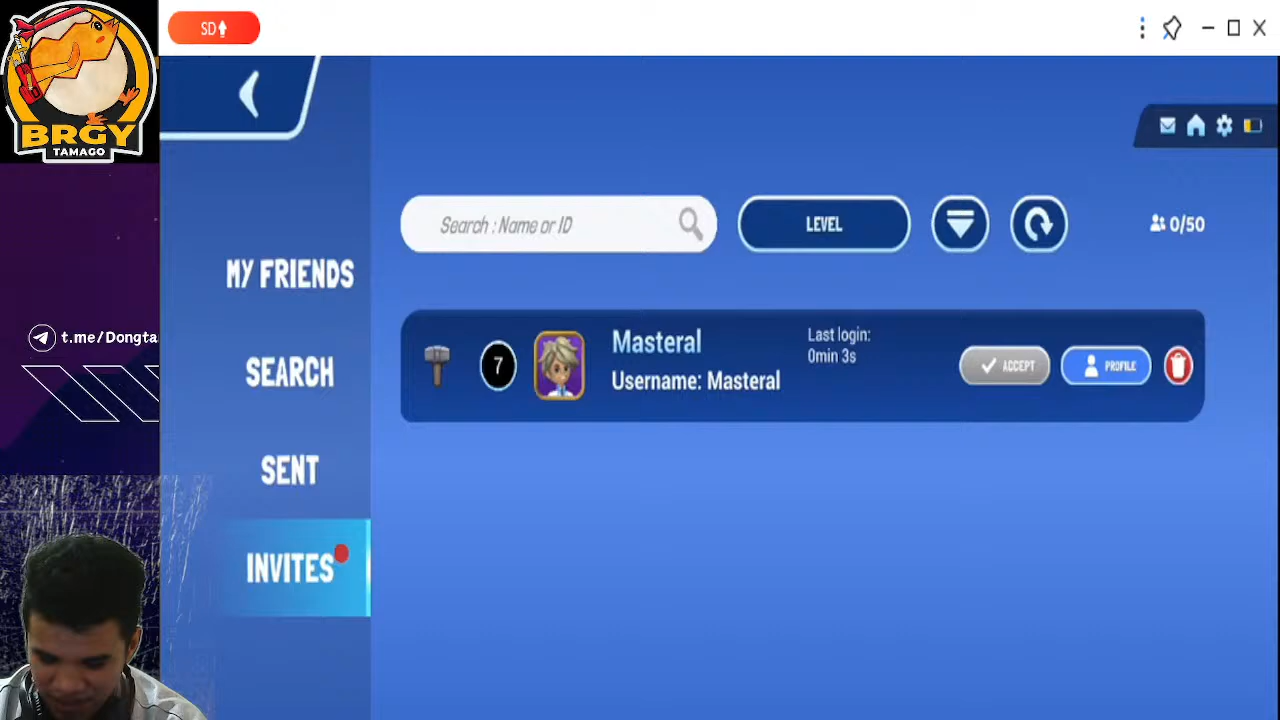 SD
BRGY
TAMAGO
t.me/Dongta
Search : Name or ID
LEVEL
0/50
MY FRIENDS
SEARCH
SENT
INVITES
7
Masteral
Username: Masteral
Last login:
0min 3s
ACCEPT
PROFILE